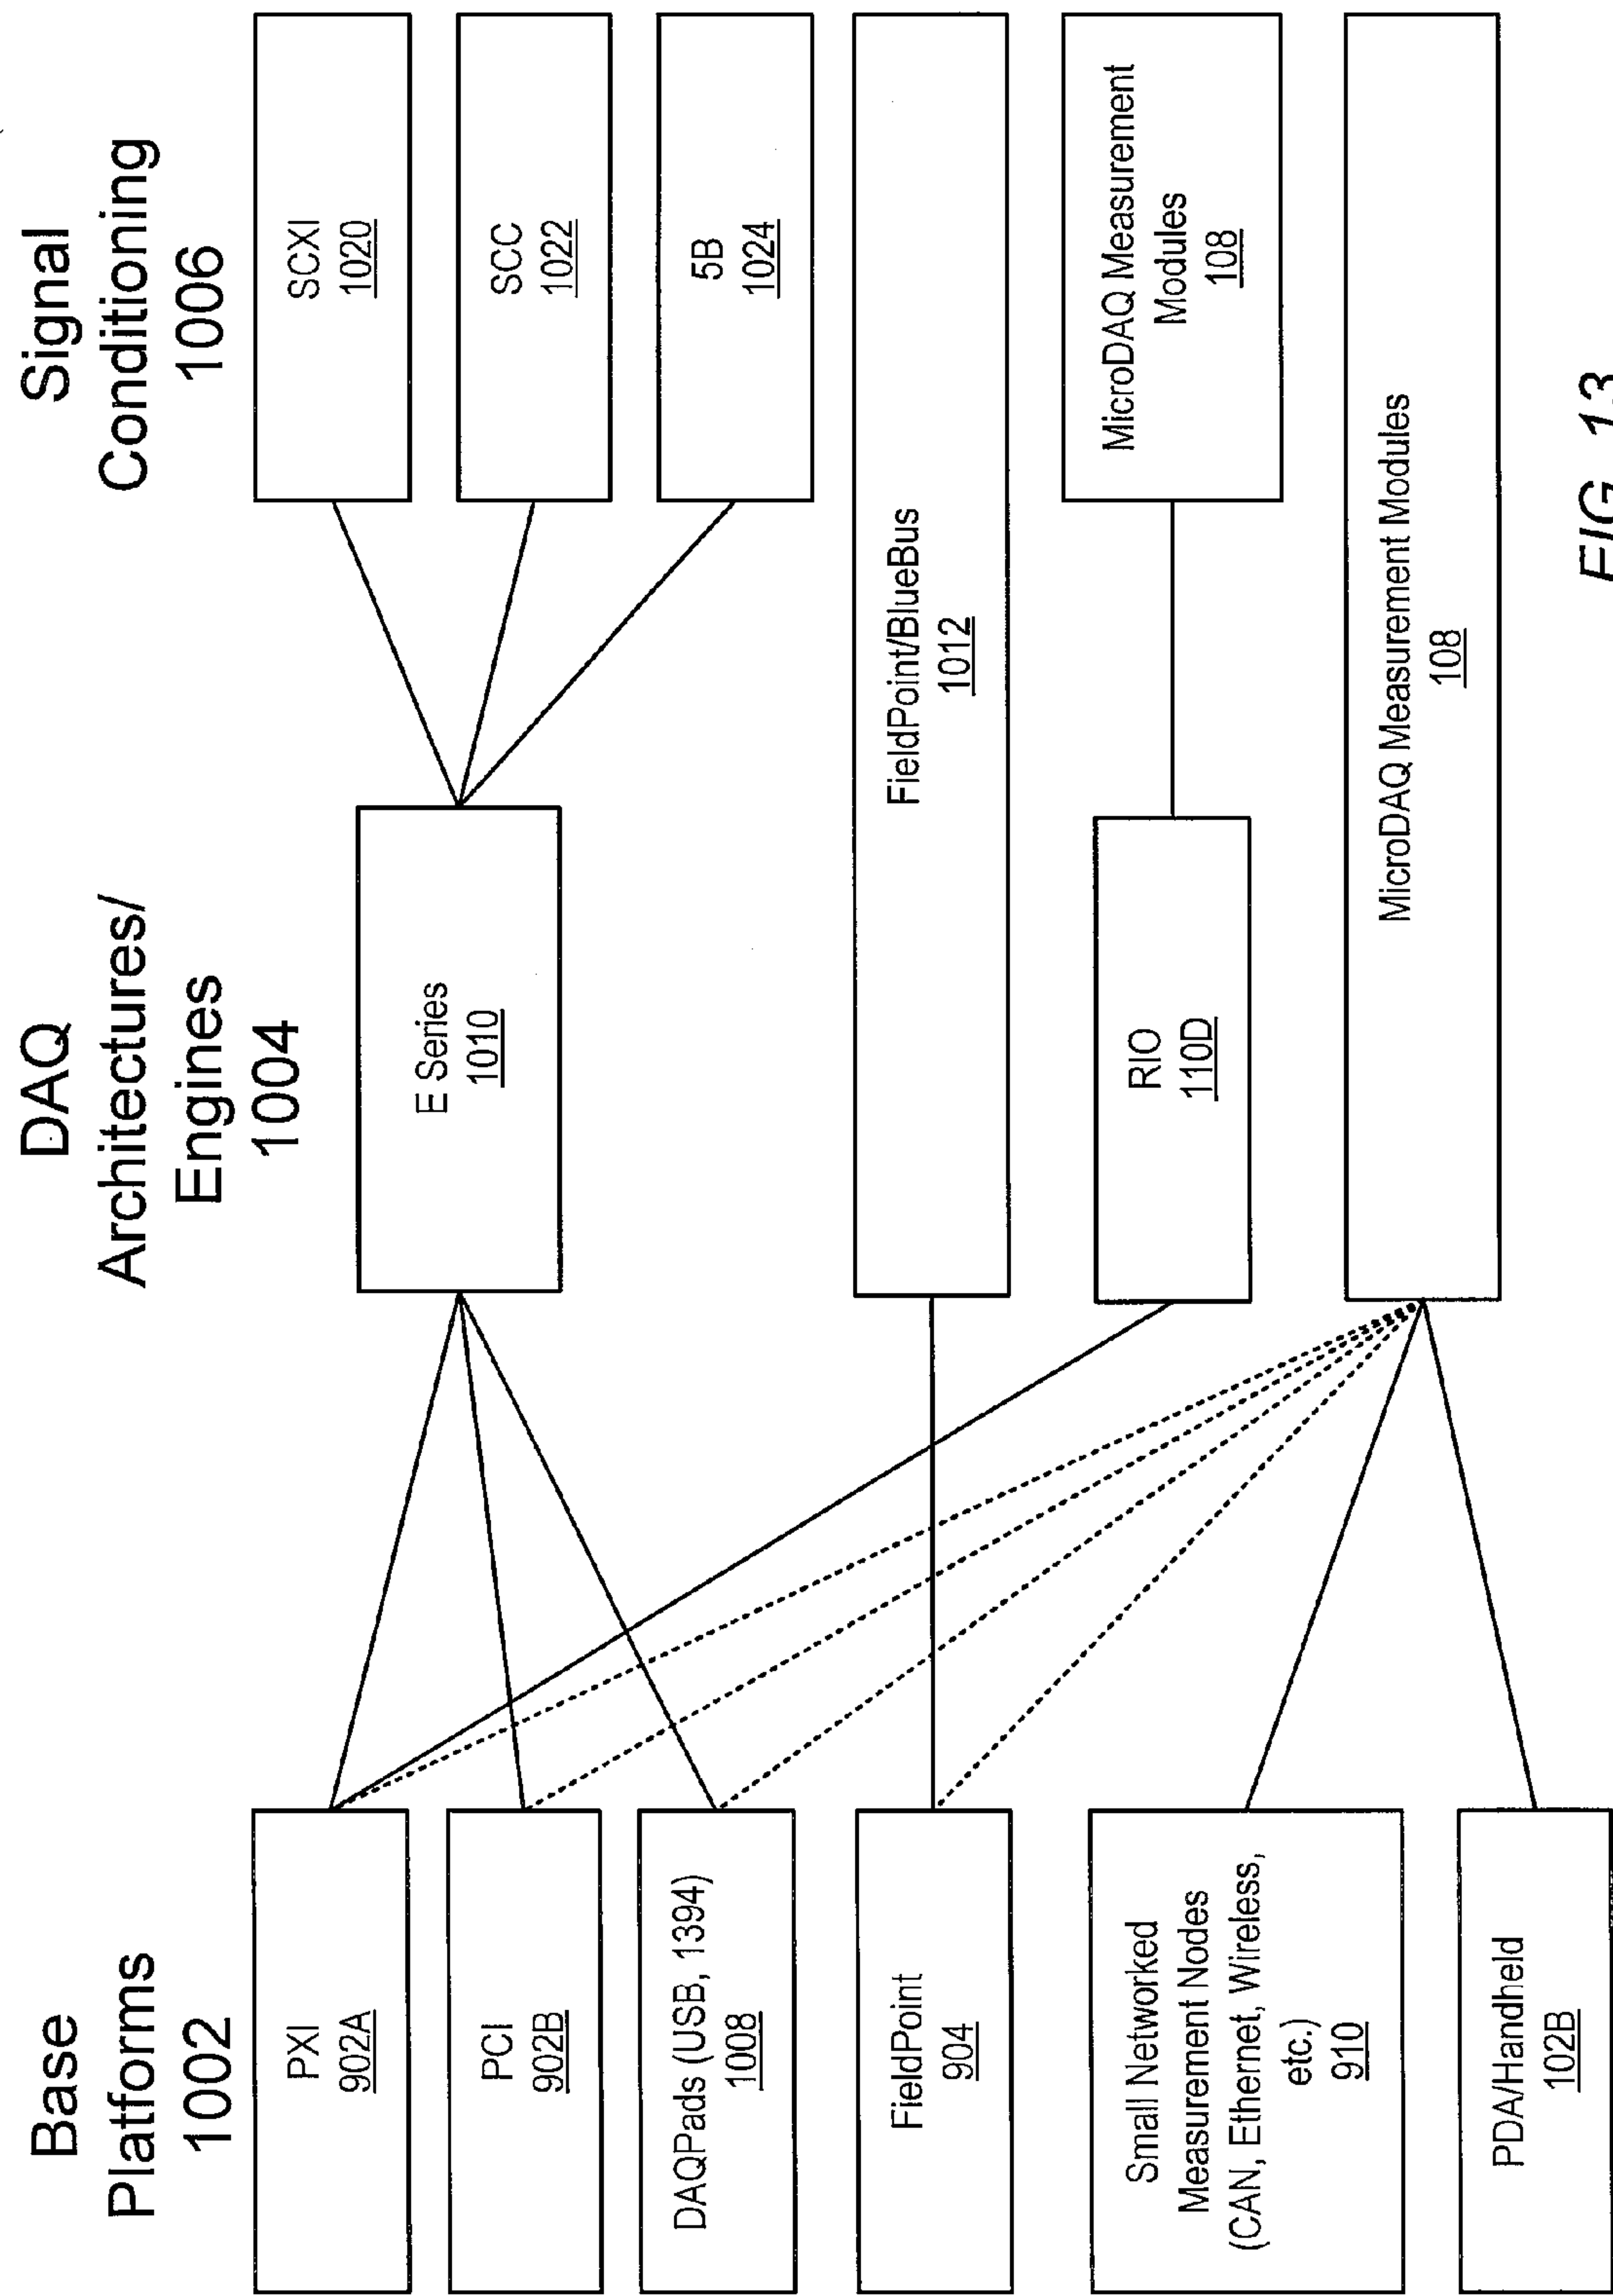 Base
Platforms
1002
DAQ
Architectures/
Engines
1004
Signal
Conditioning
1006
PXI
902A
PCI
902B
DAQPads (USB, 1394)
1008
FieldPoint
904
Small Networked
Measurement Nodes
(CAN, Ethernet, Wireless,
etc.)
910
PDA/Handheld
102B
E Series
1010
FieldPoint/BlueBus
1012
RIO
110D
MicroDAQ Measurement Modules
108
SCXI
1020
SCC
1022
5B
1024
MicroDAQ Measurement
Modules
108
FIG. 13